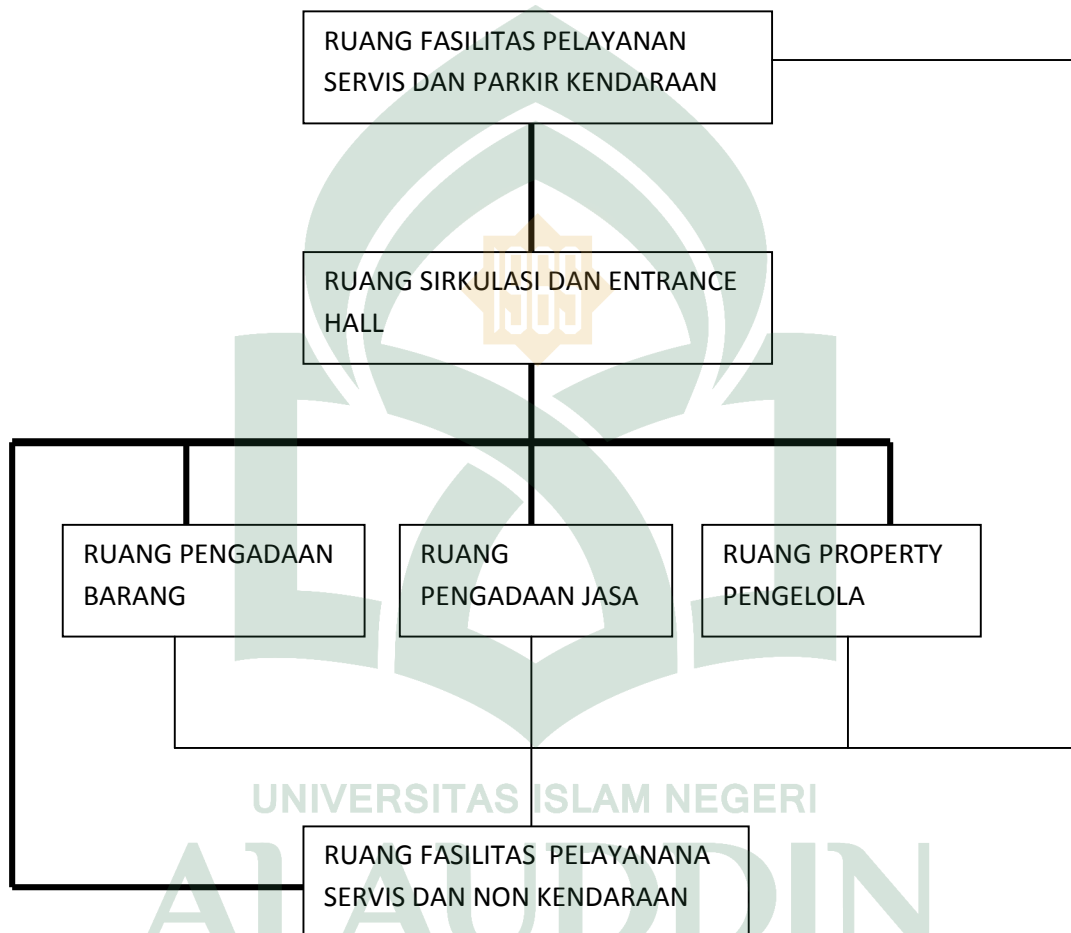 RUANG FASILITAS PELAYANAN
SERVIS DAN PARKIR KENDARAAN
RUANG SIRKULASI DAN ENTRANCE
HALL
1965
RUANG PENGADAAN
BARANG
RUANG
PENGADAAN JASA
RUANG PROPERTY
PENGELOLA
UNIVERSITAS ISLAM NEGERI
RUANG FASILITAS  PELAYANANA
SERVIS DAN NON KENDARAAN
ALAUDDIN